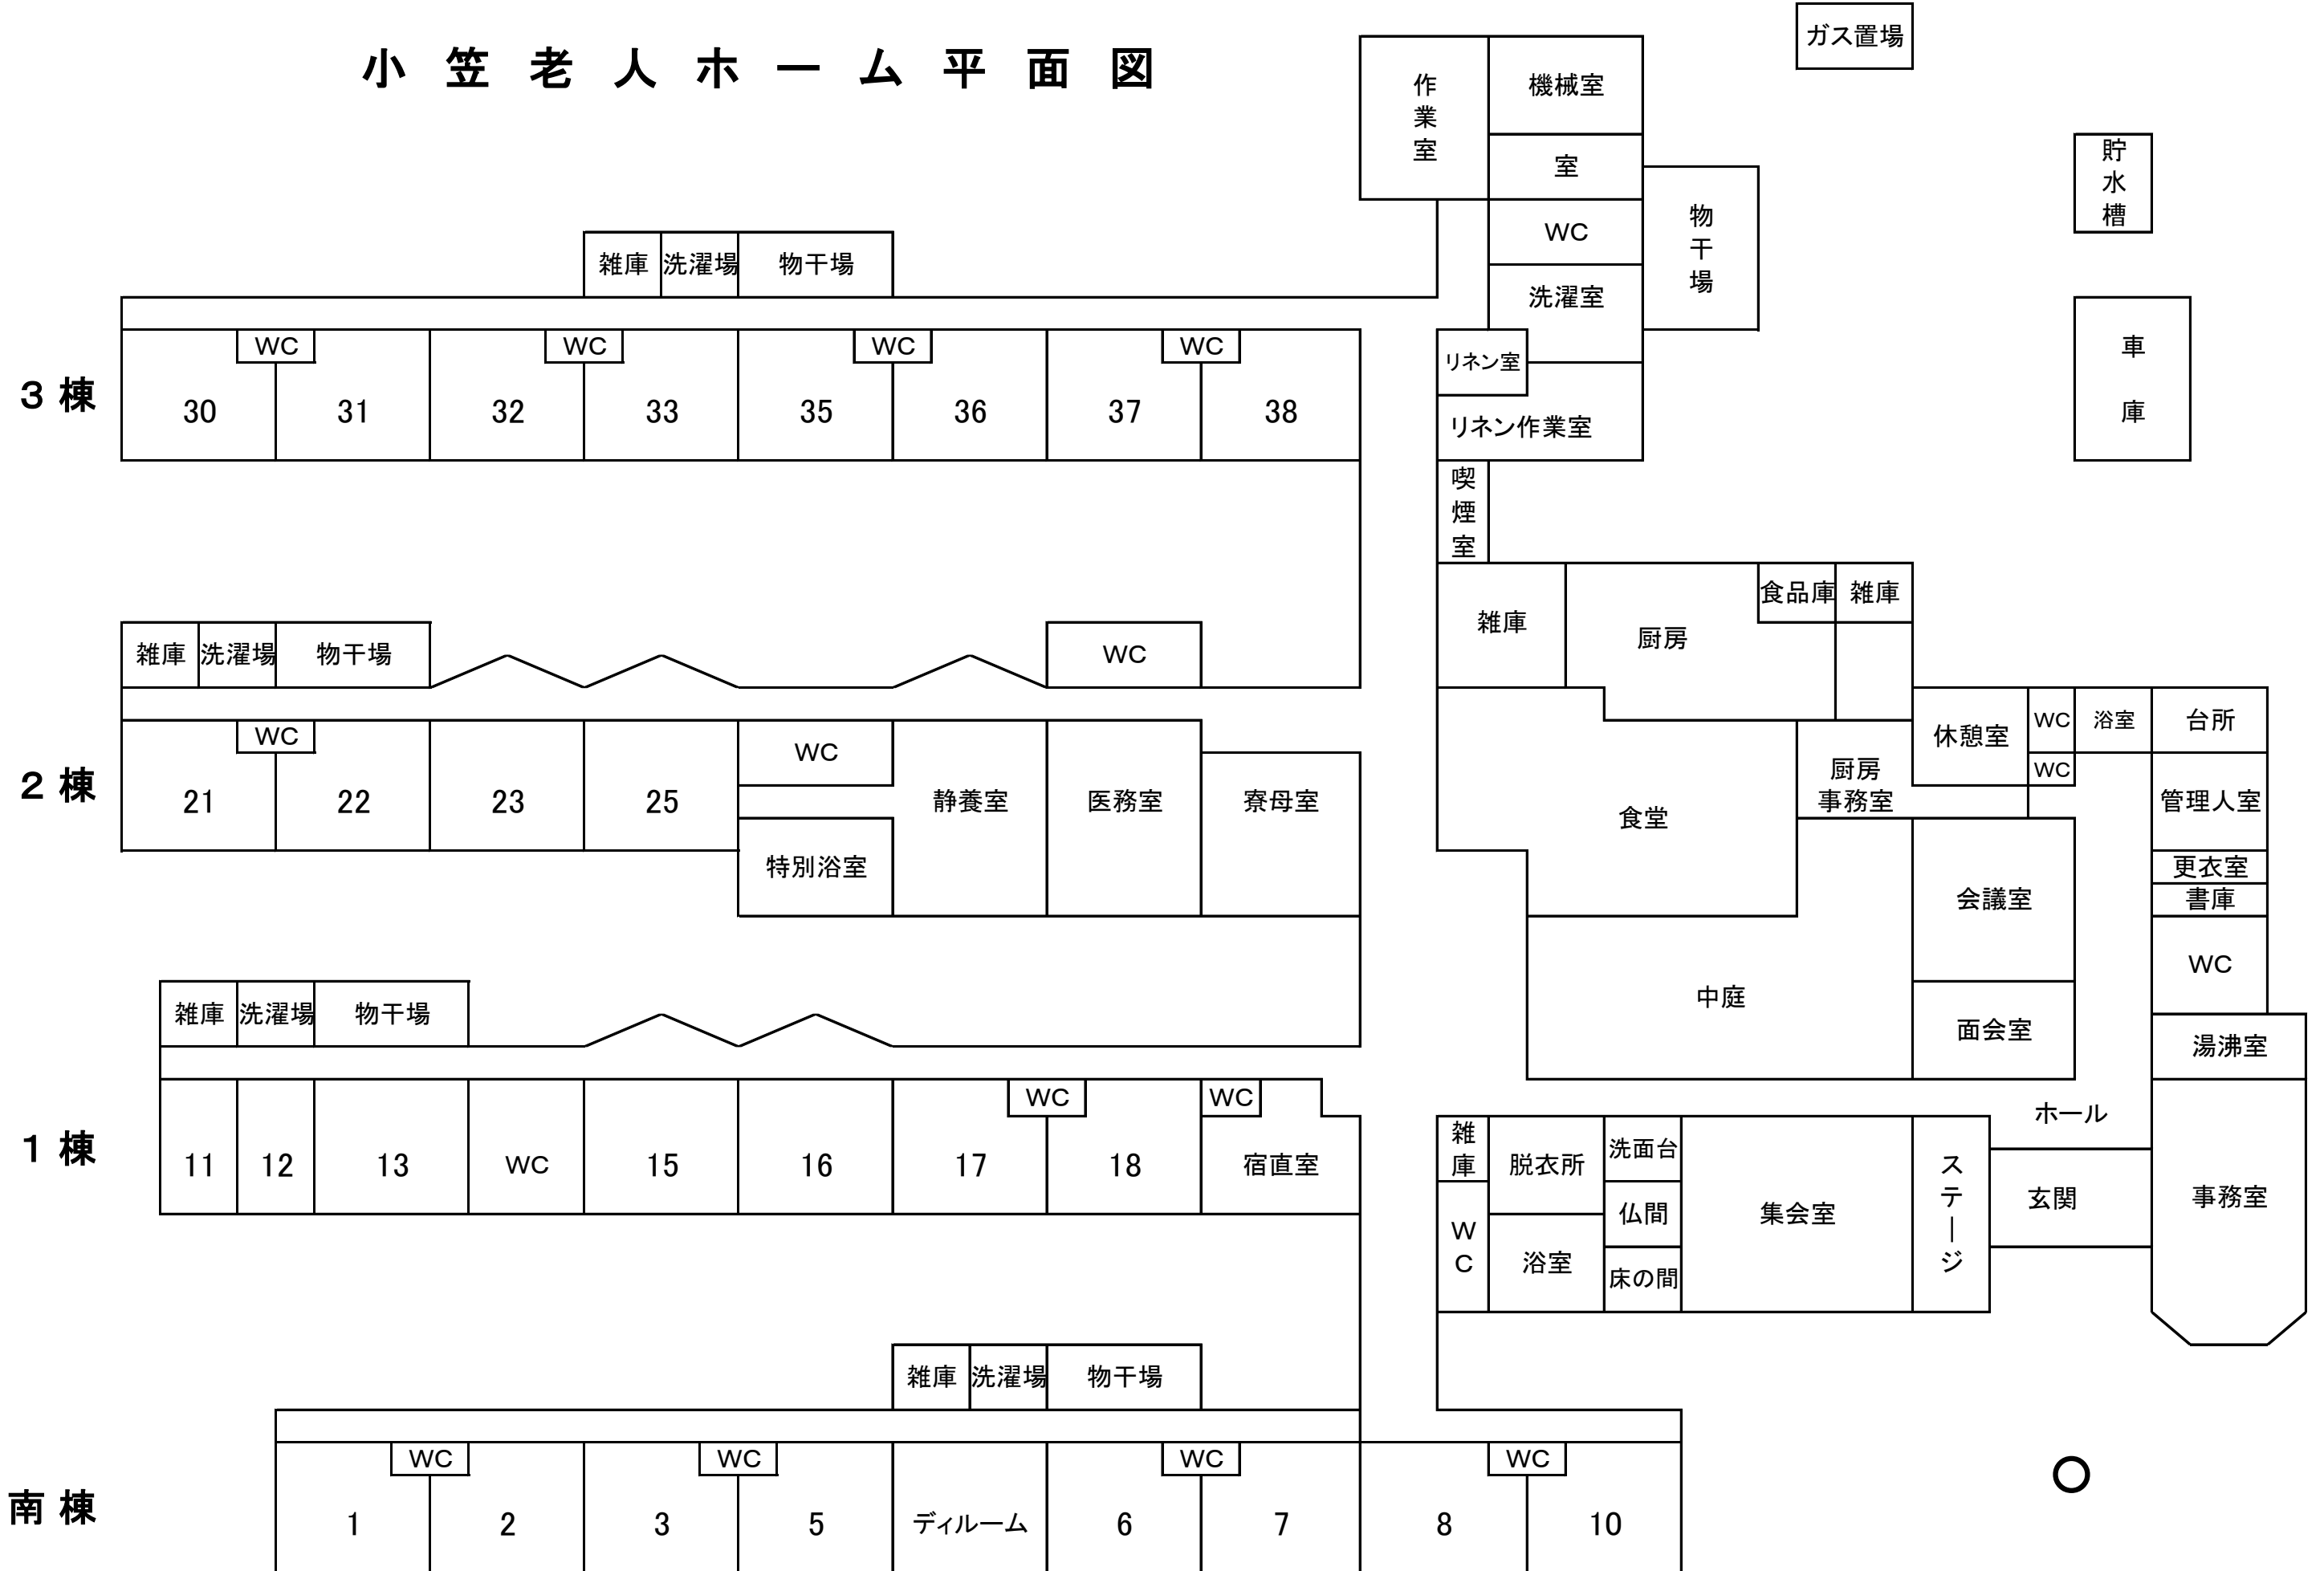 小笠老人ホーム平面図
ガス置場
作業室
機械室
室
貯水槽
物干場
WC
雑庫
洗濯場
物干場
洗濯室
車庫
3棟
WC
WC
WC
WC
リネン室
30
31
32
33
35
36
37
38
リネン作業室
喫煙室
雑庫
厨房
食品庫
雑庫
雑庫
洗濯場
物干場
WC
2棟
WC
WC
休憩室
WC
浴室
台所
WC
21
22
23
25
静養室
医務室
寮母室
食堂
厨房
事務室
管理人室
特別浴室
更衣室
書庫
会議室
WC
雑庫
洗濯場
物干場
中庭
面会室
湯沸室
1棟
WC
WC
ホール
11
12
13
WC
15
16
17
18
宿直室
雑庫
脱衣所
洗面台
集会室
ステージ
玄関
事務室
仏間
WC
浴室
床の間
雑庫
洗濯場
物干場
南棟
WC
WC
WC
WC
1
2
3
5
ディルーム
6
7
8
10